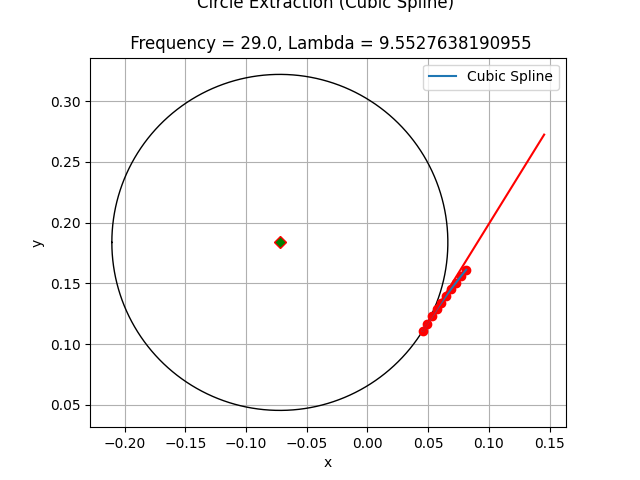 Circle Extraction (Cubic Spline)
Frequency = 29.0, Lambda = 9.5527638190955
Cubic Spline
0.30
0.25
0.20
0.15
0.10
0.05
y
−0.20 −0.15 −0.10 −0.05 0.00 0.05 0.10 0.15
x